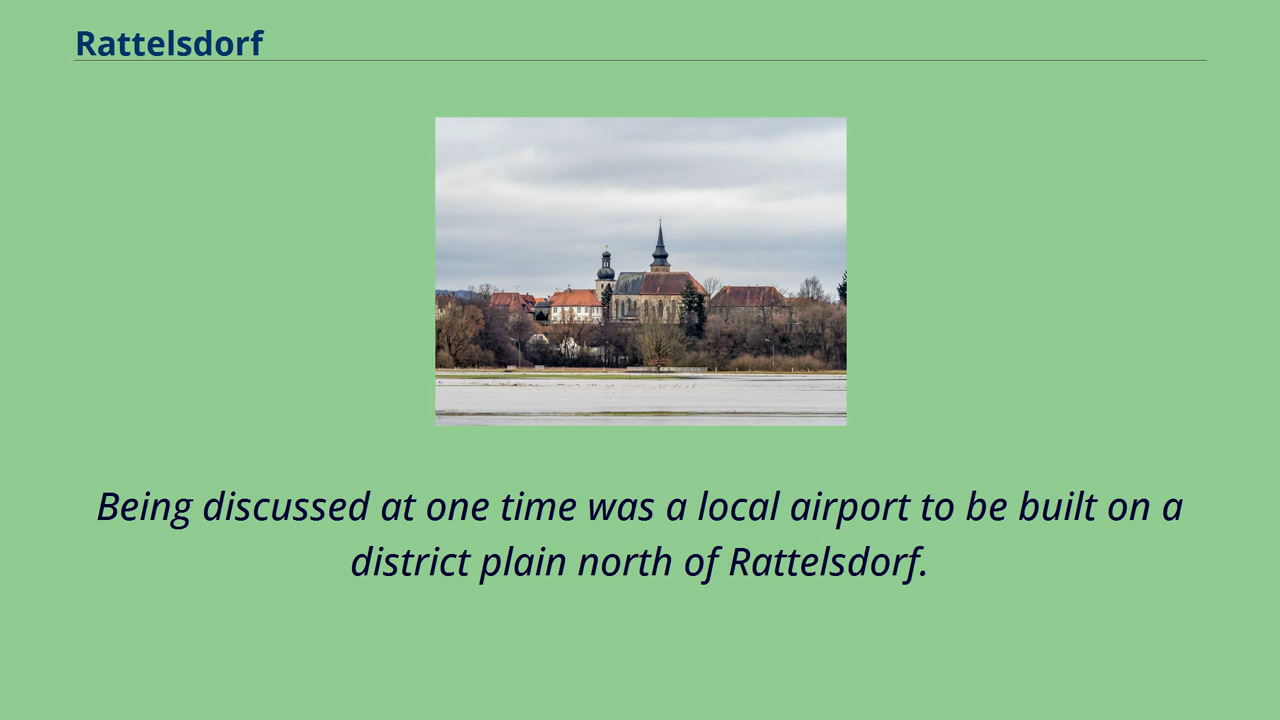 Rattelsdorf
Being discussed at one time was a local airport to be built on a
district plain north of Rattelsdorf.